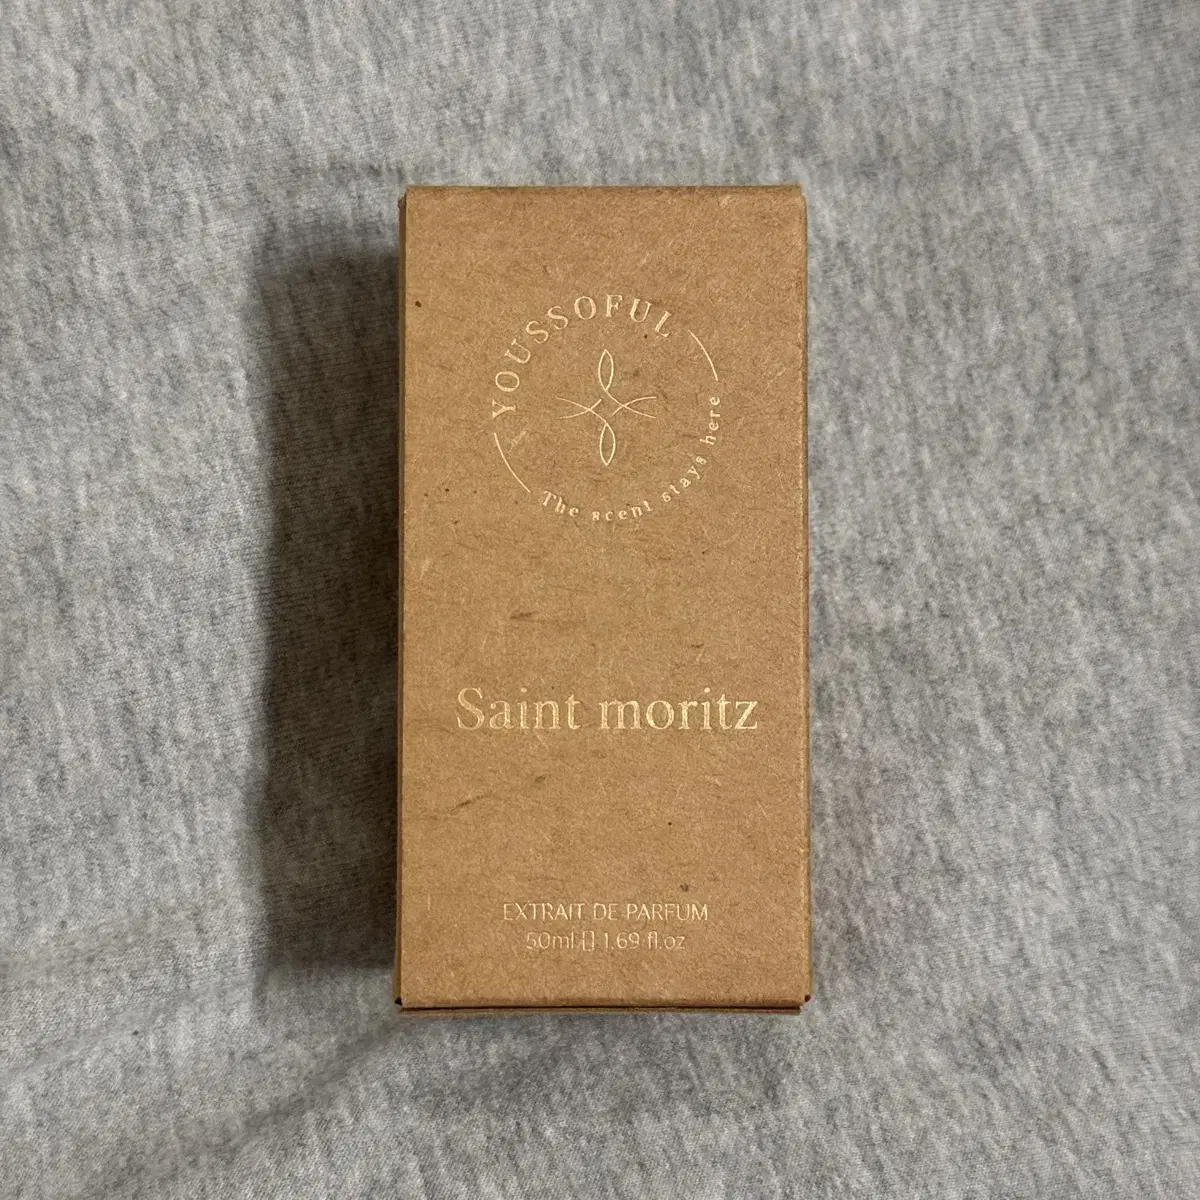 YOUSSOFUL
The scent stays here
Saint moritz
EXTRAIT DE PARFUM
50ml▯1.69 fl.oz